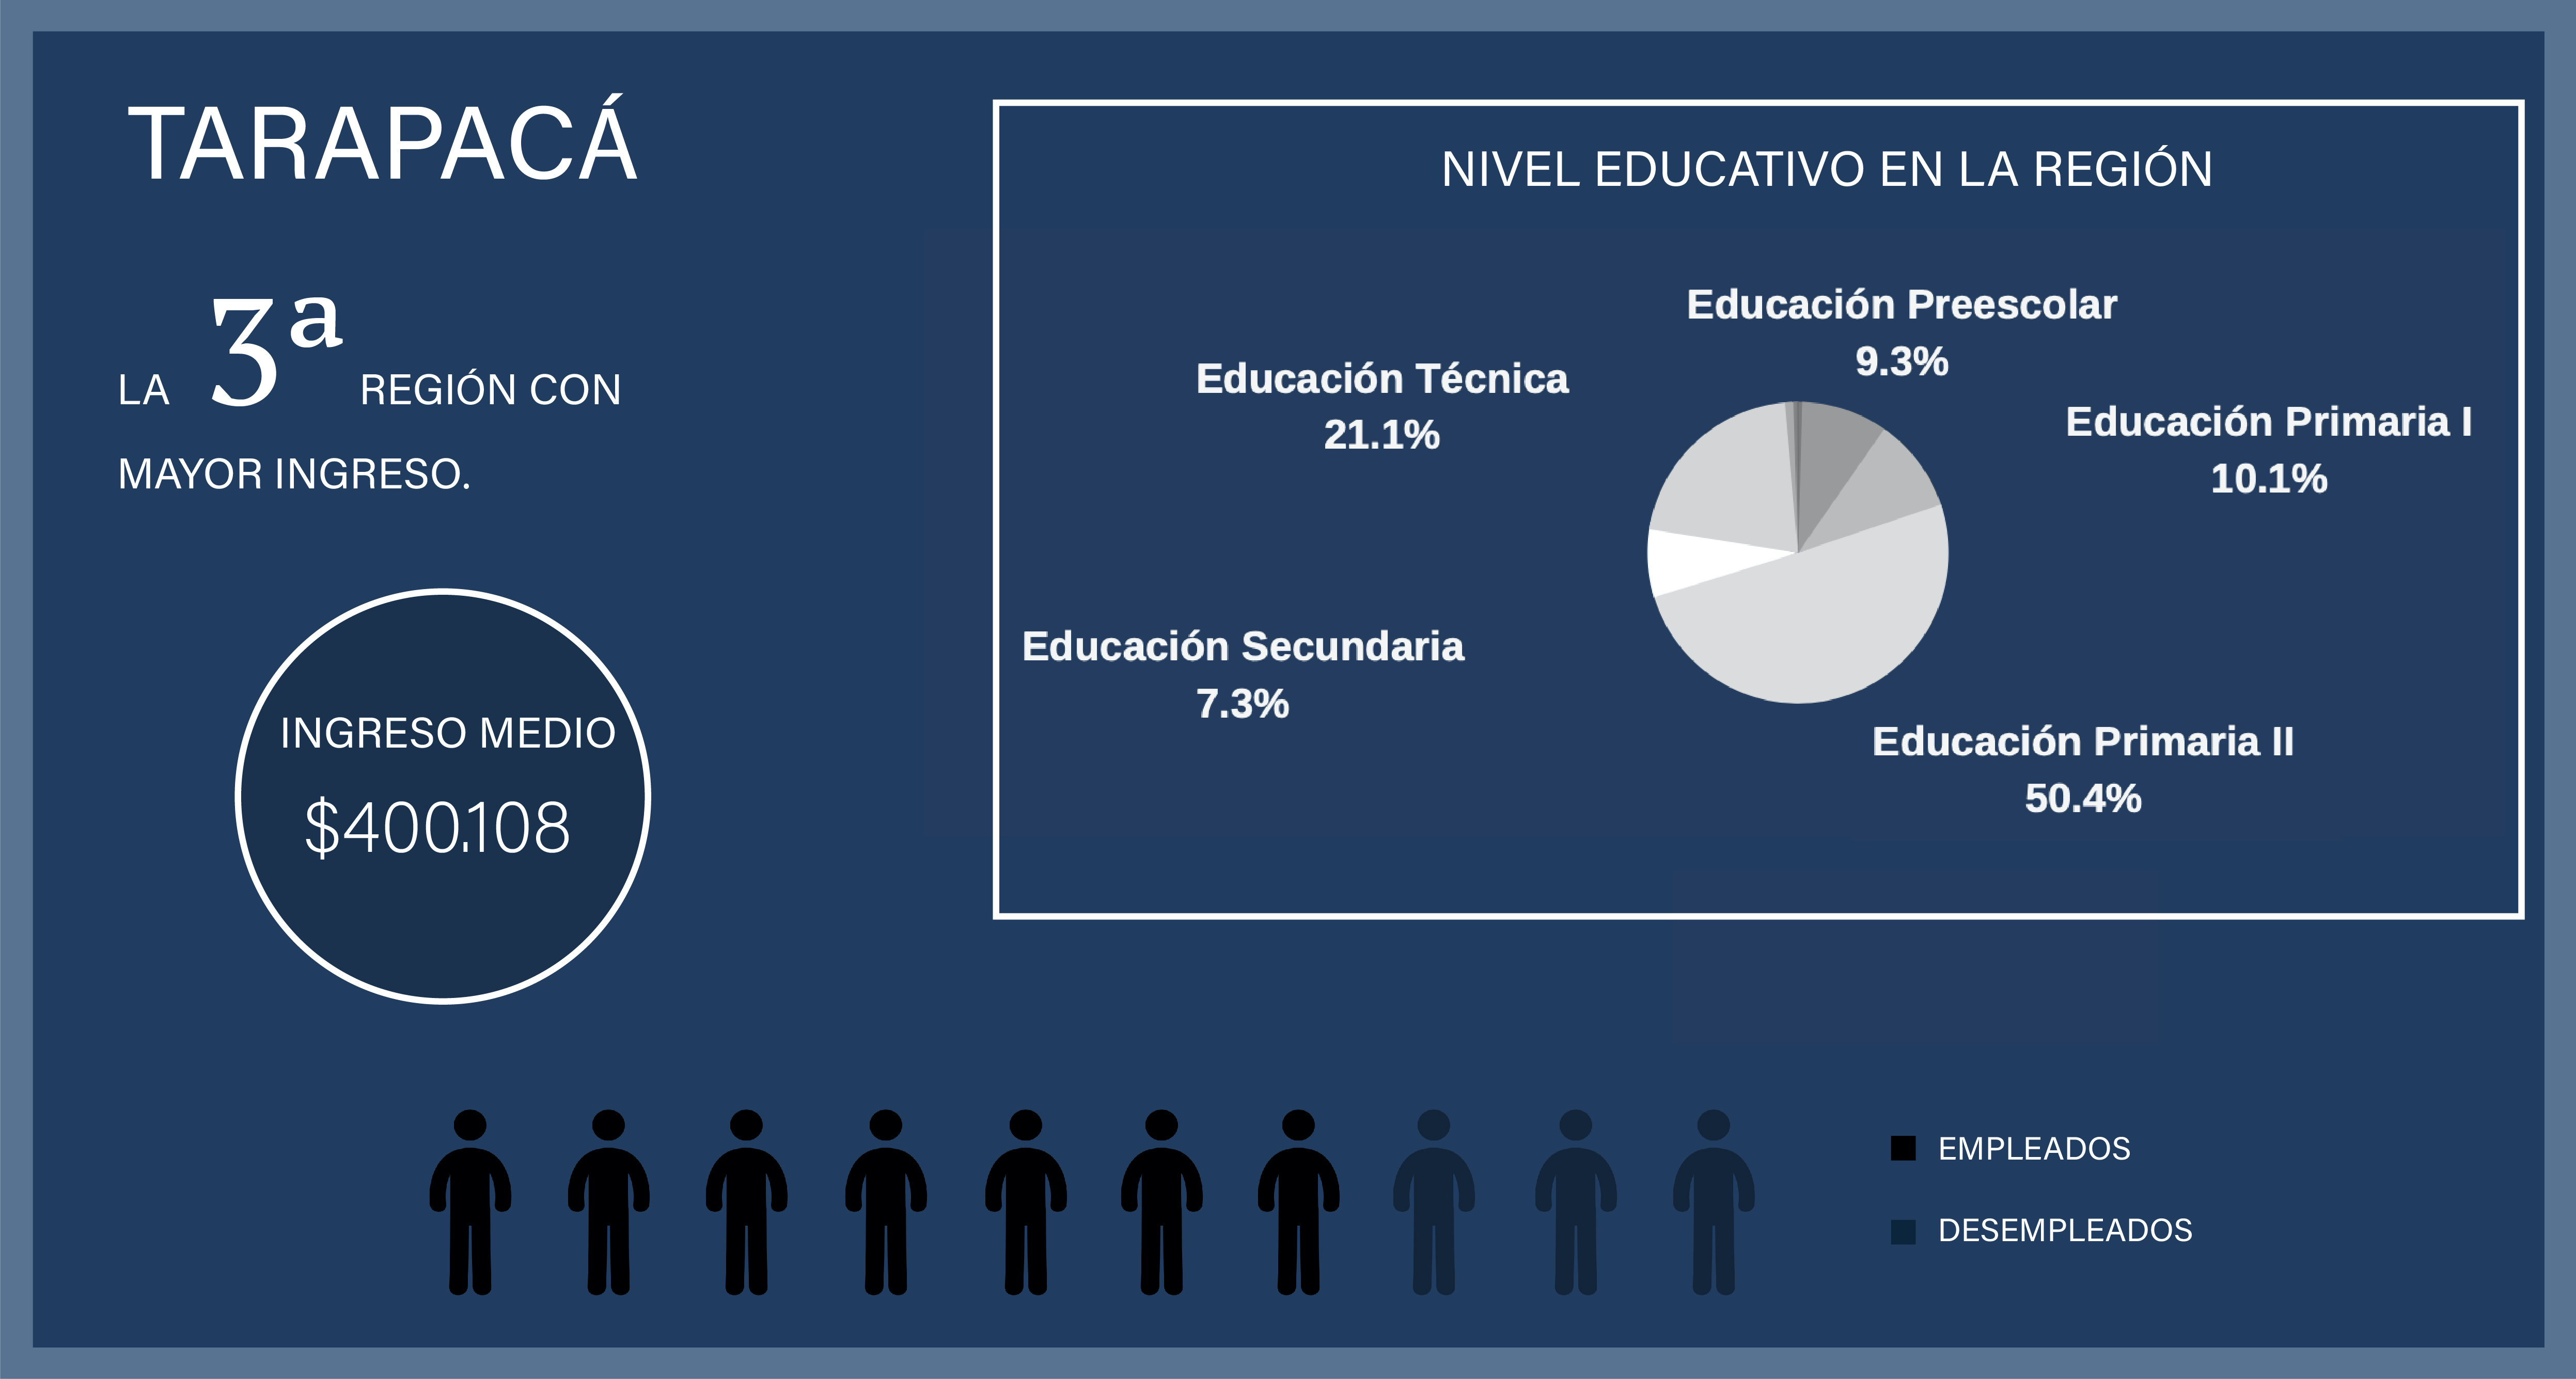 TARAPACÁ
LA 3ª REGIÓN CON
MAYOR INGRESO.
INGRESO MEDIO
$400.108
NIVEL EDUCATIVO EN LA REGIÓN
Educación Preescolar
9.3%
Educación Técnica
21.1%
Educación Primaria I
10.1%
Educación Secundaria
7.3%
Educación Primaria II
50.4%
EMPLEADOS
DESEMPLEADOS